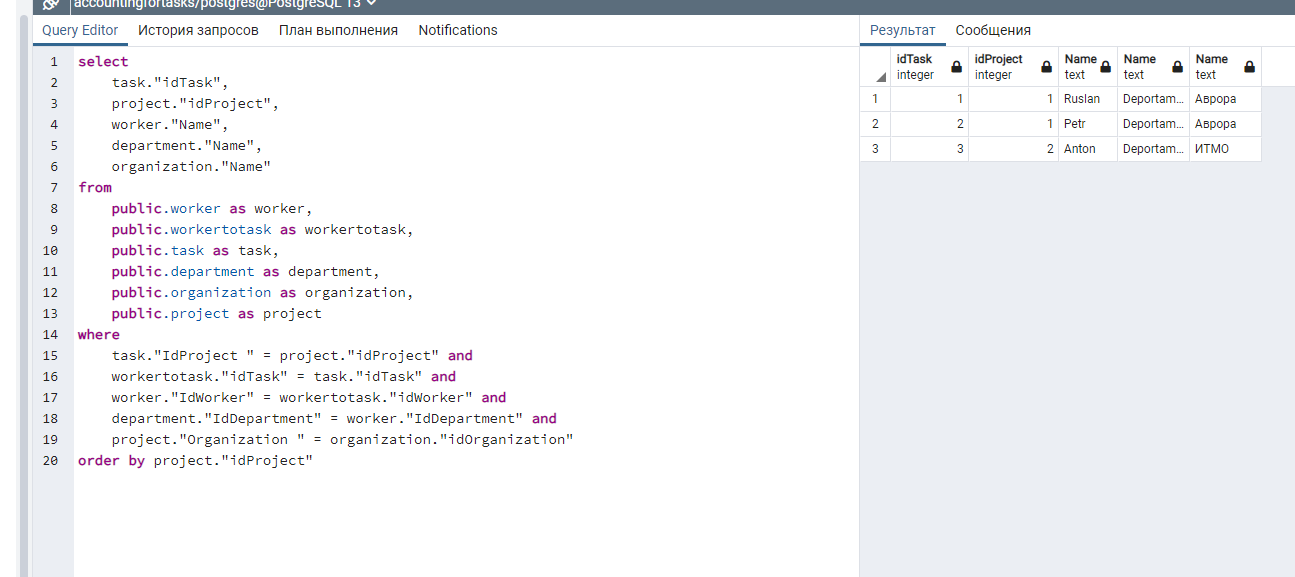 accountingfortasks/postgres@PostgreSQL 13
Query Editor История запросов План выполнения Notifications
1 select
2 task."idTask",
3 project."idProject",
4 worker."Name",
5 department."Name",
6 organization."Name"
7 from
8 public.worker as worker,
9 public.workertotask as workertotask,
10 public.task as task,
11 public.department as department,
12 public.organization as organization,
13 public.project as project
14 where
15 task."IdProject " = project."idProject" and
16 workertotask."idTask" = task."idTask" and
17 worker."IdWorker" = workertotask."idWorker" and
18 department."IdDepartment" = worker."IdDepartment" and
19 project."Organization " = organization."idOrganization"
20 order by project."idProject"
Результат Сообщения
idTask idProject Name Name Name
integer integer text text text
1 1 1 Ruslan Deportam... Аврора
2 2 1 Petr Deportam... Аврора
3 3 2 Anton Deportam... ИТМО